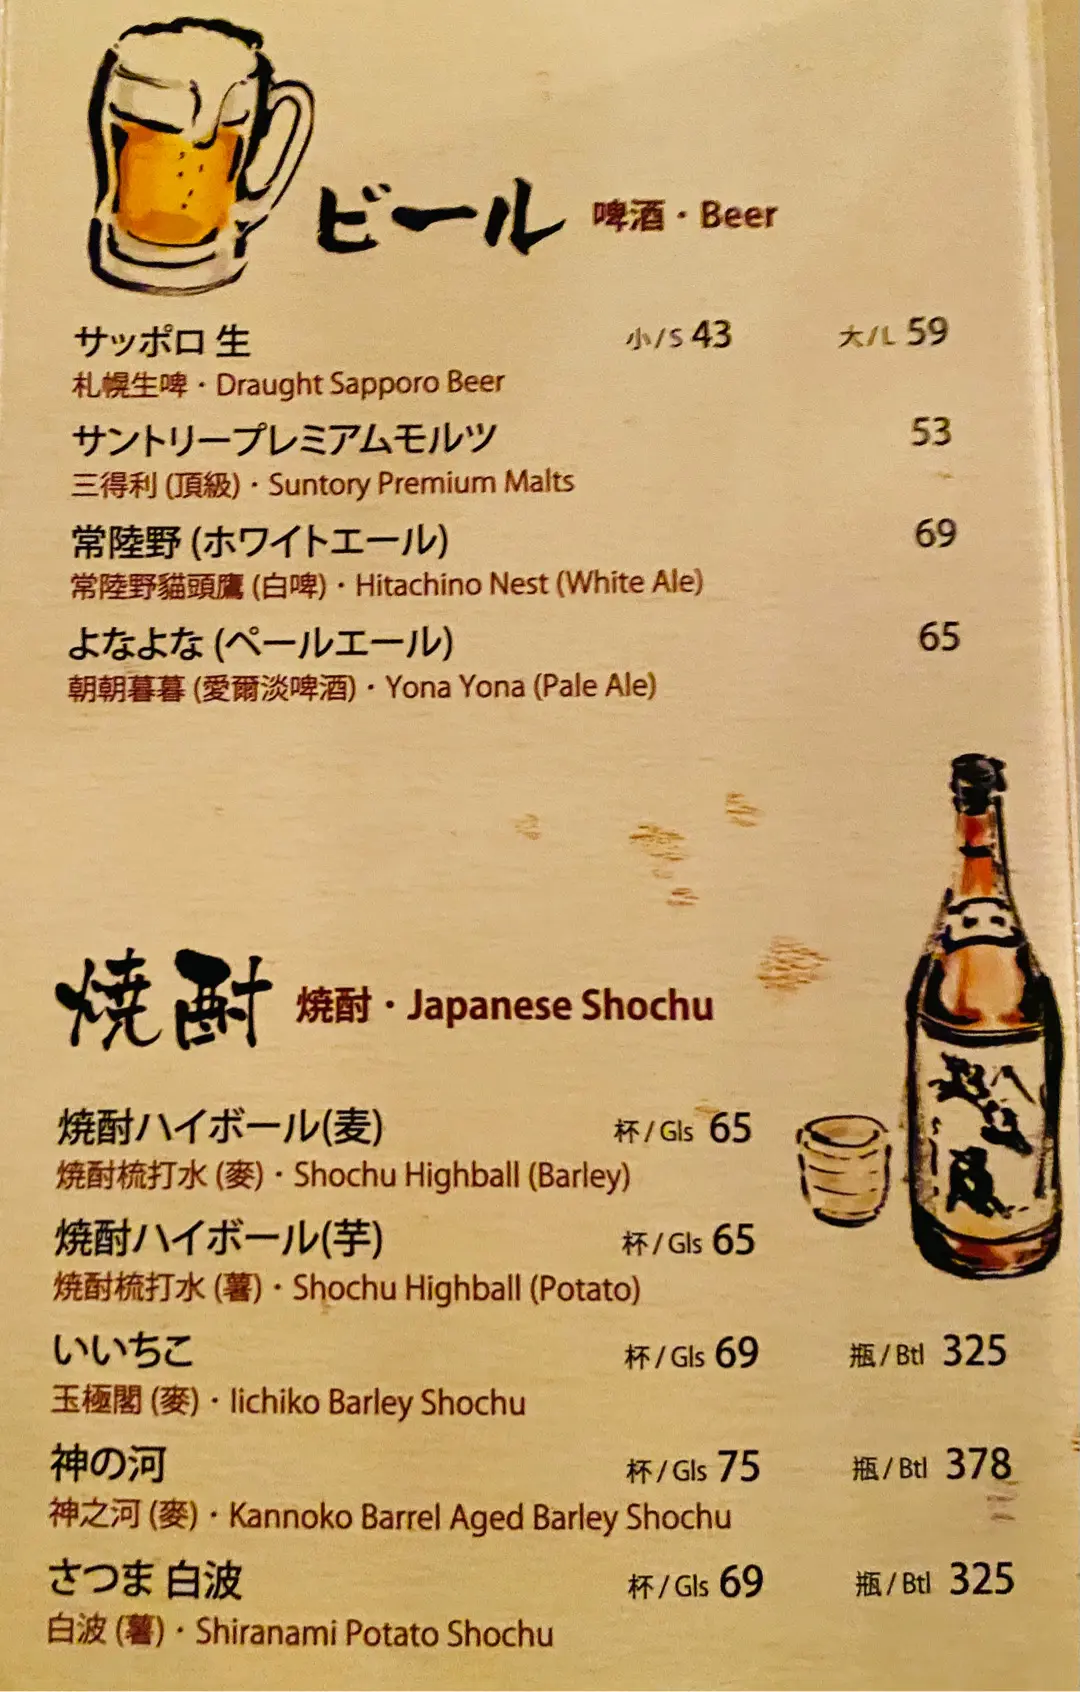 ビール 啤酒・Beer
サッポロ 生 小/S 43 大/L 59
札幌生啤・Draught Sapporo Beer
サントリープレミアムモルツ 53
三得利 (頂級)・Suntory Premium Malts
常陸野 (ホワイトエール) 69
常陸野貓頭鷹 (白啤)・Hitachino Nest (White Ale)
よなよな (ペールエール) 65
朝朝暮暮 (愛爾淡啤酒)・Yona Yona (Pale Ale)
焼酎 焼酎・Japanese Shochu
焼酎ハイボール(麦) 杯/Gls 65
焼酎梳打水 (麥)・Shochu Highball (Barley)
焼酎ハイボール(芋) 杯/Gls 65
焼酎梳打水 (薯)・Shochu Highball (Potato)
いいちこ 杯/Gls 69 瓶/Btl 325
玉極閣 (麥)・Iichiko Barley Shochu
神の河 杯/Gls 75 瓶/Btl 378
神之河 (麥)・Kannoko Barrel Aged Barley Shochu
さつま 白波 杯/Gls 69 瓶/Btl 325
白波 (薯)・Shiranami Potato Shochu